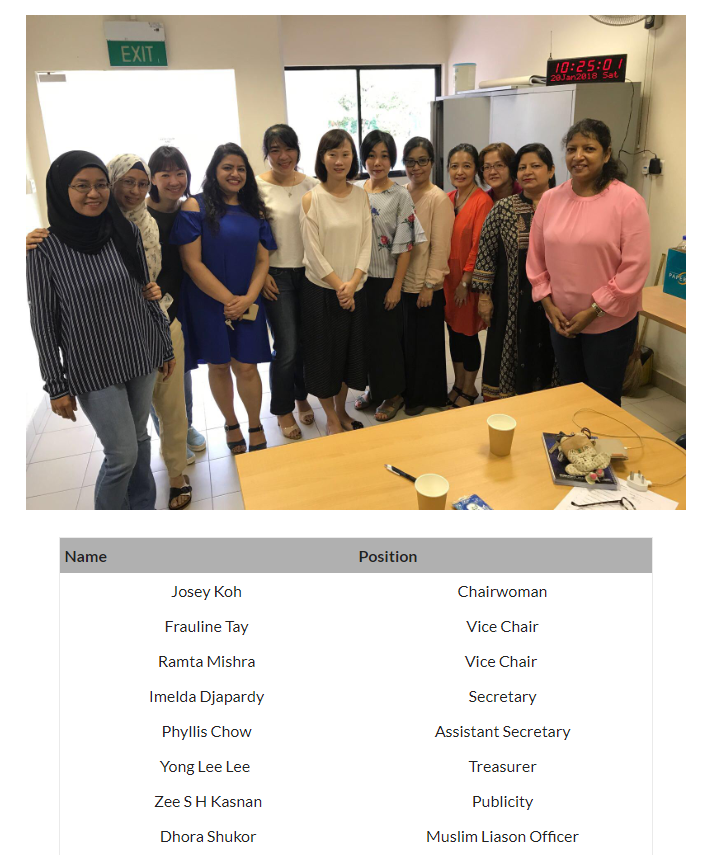 EXIT
10:25:01
20Jan2018 Sat
Name Position
Josey Koh Chairwoman
Frauline Tay Vice Chair
Ramta Mishra Vice Chair
Imelda Djapardy Secretary
Phyllis Chow Assistant Secretary
Yong Lee Lee Treasurer
Zee S H Kasnan Publicity
Dhora Shukor Muslim Liason Officer